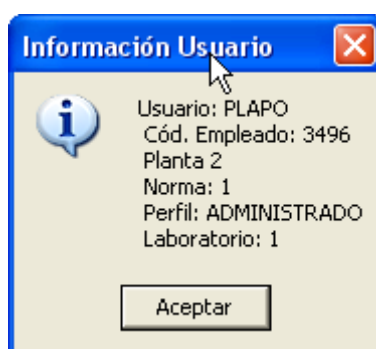 Información Usuario
Usuario: PLAPO
Cód. Empleado: 3496
Planta 2
Norma: 1
Perfil: ADMINISTRADO
Laboratorio: 1
Aceptar